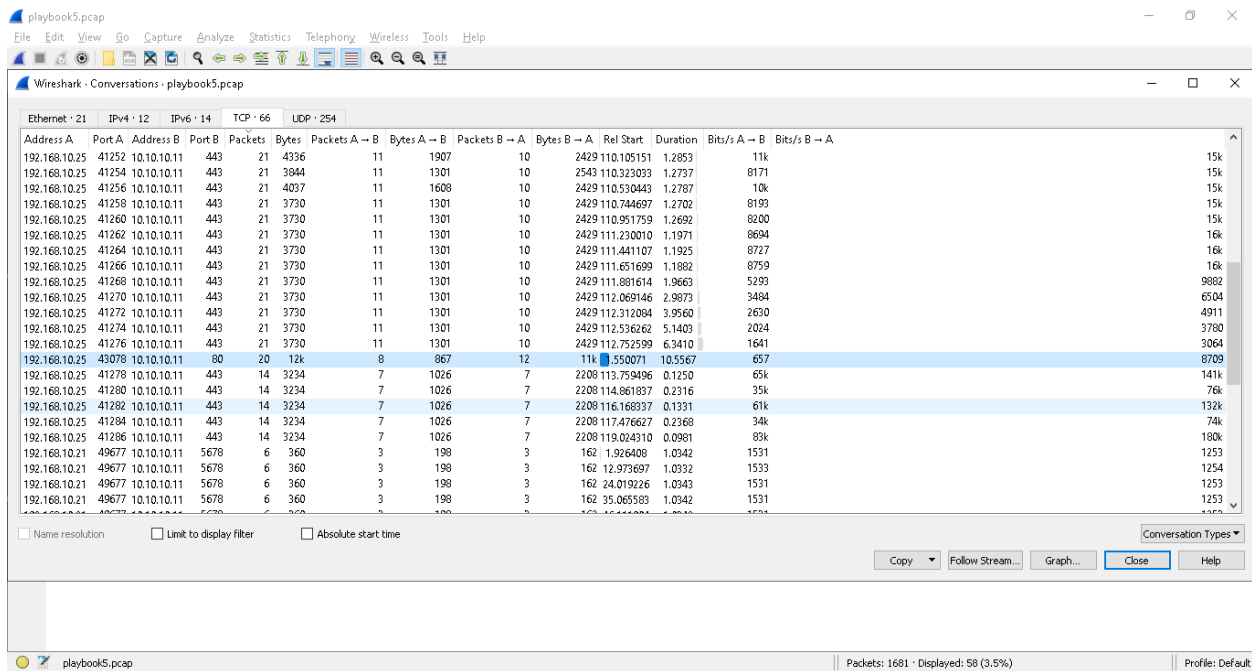 playbook5.pcap
File Edit View Go Capture Analyze Statistics Telephony Wireless Tools Help
Wireshark · Conversations · playbook5.pcap
Ethernet · 21 IPv4 · 12 IPv6 · 14 TCP · 66 UDP · 254
Address A Port A Address B Port B Packets Bytes Packets A → B Bytes A → B Packets B → A Bytes B → A Rel Start Duration Bits/s A → B Bits/s B → A
192.168.10.25 41252 10.10.10.11 443 21 4336 11 1907 10 2429 110.105151 1.2853 11k 15k
192.168.10.25 41254 10.10.10.11 443 21 3844 11 1301 10 2543 110.323033 1.2737 8171 15k
192.168.10.25 41256 10.10.10.11 443 21 4037 11 1608 10 2429 110.530443 1.2787 10k 15k
192.168.10.25 41258 10.10.10.11 443 21 3730 11 1301 10 2429 110.744697 1.2702 8193 15k
192.168.10.25 41260 10.10.10.11 443 21 3730 11 1301 10 2429 110.951759 1.2692 8200 15k
192.168.10.25 41262 10.10.10.11 443 21 3730 11 1301 10 2429 111.230010 1.1971 8694 16k
192.168.10.25 41264 10.10.10.11 443 21 3730 11 1301 10 2429 111.441107 1.1925 8727 16k
192.168.10.25 41266 10.10.10.11 443 21 3730 11 1301 10 2429 111.651699 1.1882 8759 16k
192.168.10.25 41268 10.10.10.11 443 21 3730 11 1301 10 2429 111.881614 1.9663 5293 9882
192.168.10.25 41270 10.10.10.11 443 21 3730 11 1301 10 2429 112.069146 2.9873 3484 6504
192.168.10.25 41272 10.10.10.11 443 21 3730 11 1301 10 2429 112.312084 3.9560 2630 4911
192.168.10.25 41274 10.10.10.11 443 21 3730 11 1301 10 2429 112.536262 5.1403 2024 3780
192.168.10.25 41276 10.10.10.11 443 21 3730 11 1301 10 2429 112.752599 6.3410 1641 3064
192.168.10.25 43078 10.10.10.11 80 20 12k 8 867 12 11k 1.550071 10.5567 657 8709
192.168.10.25 41278 10.10.10.11 443 14 3234 7 1026 7 2208 113.759496 0.1250 65k 141k
192.168.10.25 41280 10.10.10.11 443 14 3234 7 1026 7 2208 114.861837 0.2316 35k 76k
192.168.10.25 41282 10.10.10.11 443 14 3234 7 1026 7 2208 116.168337 0.1331 61k 132k
192.168.10.25 41284 10.10.10.11 443 14 3234 7 1026 7 2208 117.476627 0.2368 34k 74k
192.168.10.25 41286 10.10.10.11 443 14 3234 7 1026 7 2208 119.024310 0.0981 83k 180k
192.168.10.21 49677 10.10.10.11 5678 6 360 3 198 3 162 1.926408 1.0342 1531 1253
192.168.10.21 49677 10.10.10.11 5678 6 360 3 198 3 162 12.973697 1.0332 1533 1254
192.168.10.21 49677 10.10.10.11 5678 6 360 3 198 3 162 24.019226 1.0343 1531 1253
192.168.10.21 49677 10.10.10.11 5678 6 360 3 198 3 162 35.065583 1.0342 1531 1253
Name resolution Limit to display filter Absolute start time Conversation Types
Copy Follow Stream... Graph... Close Help
playbook5.pcap Packets: 1681 · Displayed: 58 (3.5%) Profile: Default